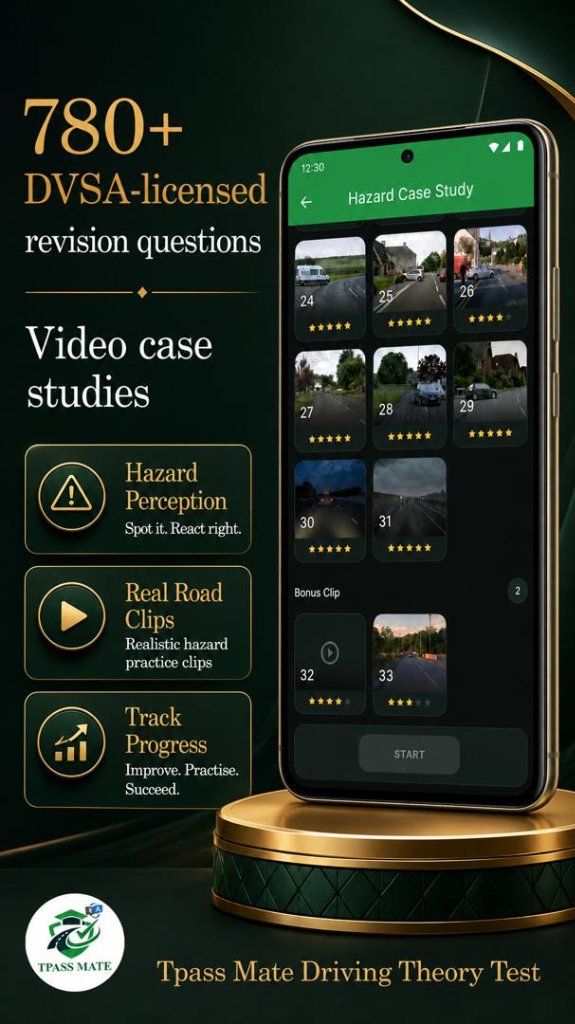 780+
DVSA-licensed
revision questions
Video case
studies
Hazard
Perception
Spot it. React right.
Real Road
Clips
Realistic hazard
practice clips
Track
Progress
Improve. Practise.
Succeed.
12:30
Hazard Case Study
24
25
26
27
28
29
30
31
Bonus Clip
2
32
33
START
TPASS MATE
Tpass Mate Driving Theory Test